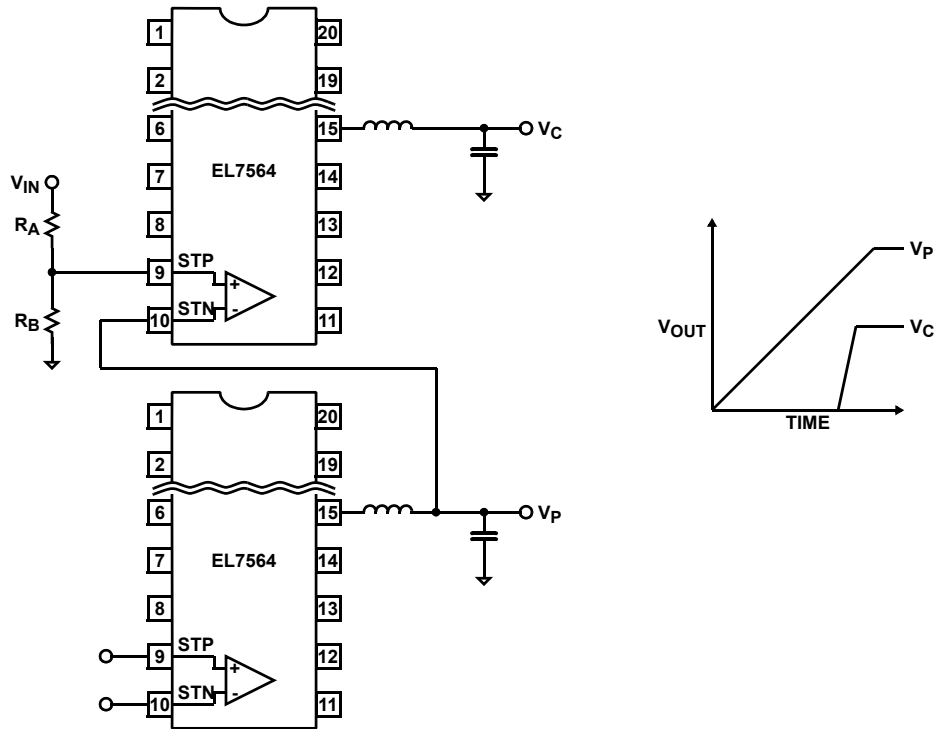 1 20
2 19
6 15 V_C
EL7564
7 14
V_IN
R_A
8 13
9 STP 12
+
R_B
10 STN 11
-
1 20
2 19
6 15 V_P
EL7564
7 14
8 13
9 STP 12
+
10 STN 11
-
V_P
V_OUT
V_C
TIME